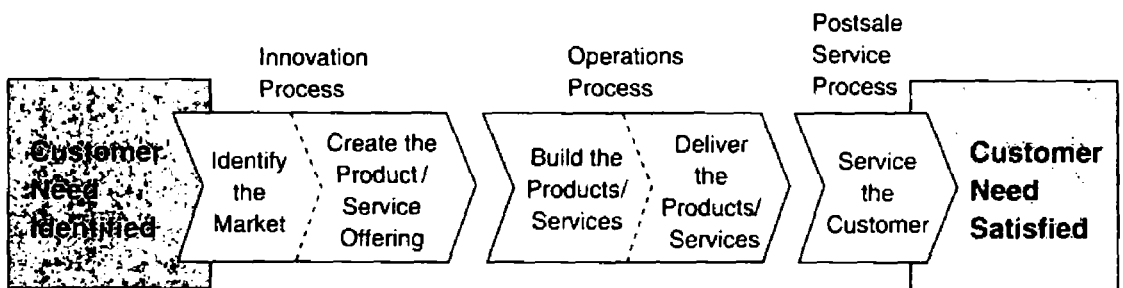 Innovation
Process
Operations
Process
Postsale
Service
Process
Customer
Need
Identified
Identify
the
Market
Create the
Product/
Service
Offering
Build the
Products/
Services
Deliver
the
Products/
Services
Service
the
Customer
Customer
Need
Satisfied